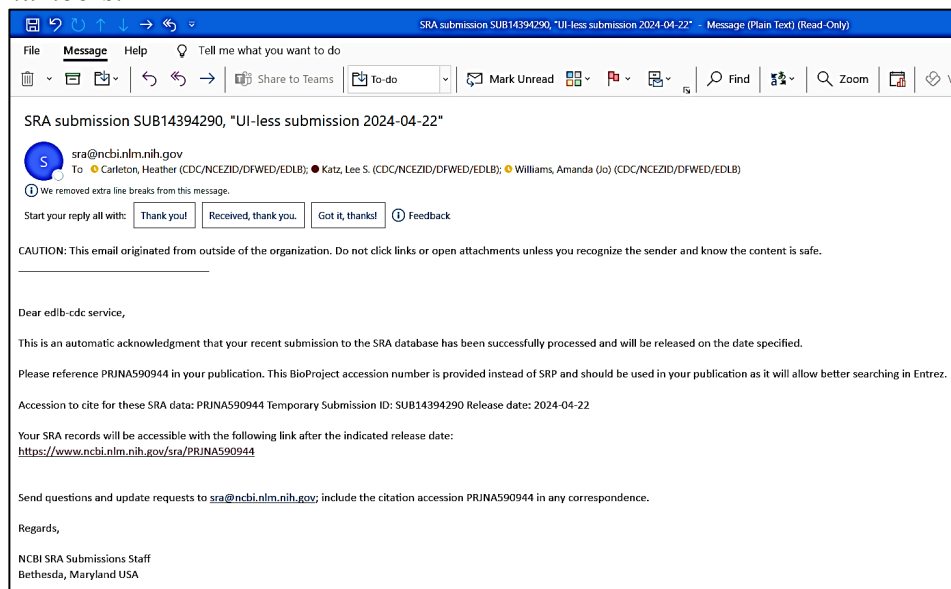 SRA submission SUB14394290, "UI-less submission 2024-04-22" - Message (Plain Text) (Read-Only)
File Message Help Tell me what you want to do
Share to Teams To-do Mark Unread Find Zoom
SRA submission SUB14394290, "UI-less submission 2024-04-22"
S
sra@ncbi.nlm.nih.gov
To Carleton, Heather (CDC/NCEZID/DFWED/EDLB); Katz, Lee S. (CDC/NCEZID/DFWED/EDLB); Williams, Amanda (Jo) (CDC/NCEZID/DFWED/EDLB)
We removed extra line breaks from this message.
Start your reply all with: Thank you! Received, thank you. Got it, thanks! Feedback
CAUTION: This email originated from outside of the organization. Do not click links or open attachments unless you recognize the sender and know the content is safe.
Dear edlb-cdc service,
This is an automatic acknowledgment that your recent submission to the SRA database has been successfully processed and will be released on the date specified.
Please reference PRJNA590944 in your publication. This BioProject accession number is provided instead of SRP and should be used in your publication as it will allow better searching in Entrez.
Accession to cite for these SRA data: PRJNA590944 Temporary Submission ID: SUB14394290 Release date: 2024-04-22
Your SRA records will be accessible with the following link after the indicated release date:
https://www.ncbi.nlm.nih.gov/sra/PRJNA590944
Send questions and update requests to sra@ncbi.nlm.nih.gov; include the citation accession PRJNA590944 in any correspondence.
Regards,
NCBI SRA Submissions Staff
Bethesda, Maryland USA